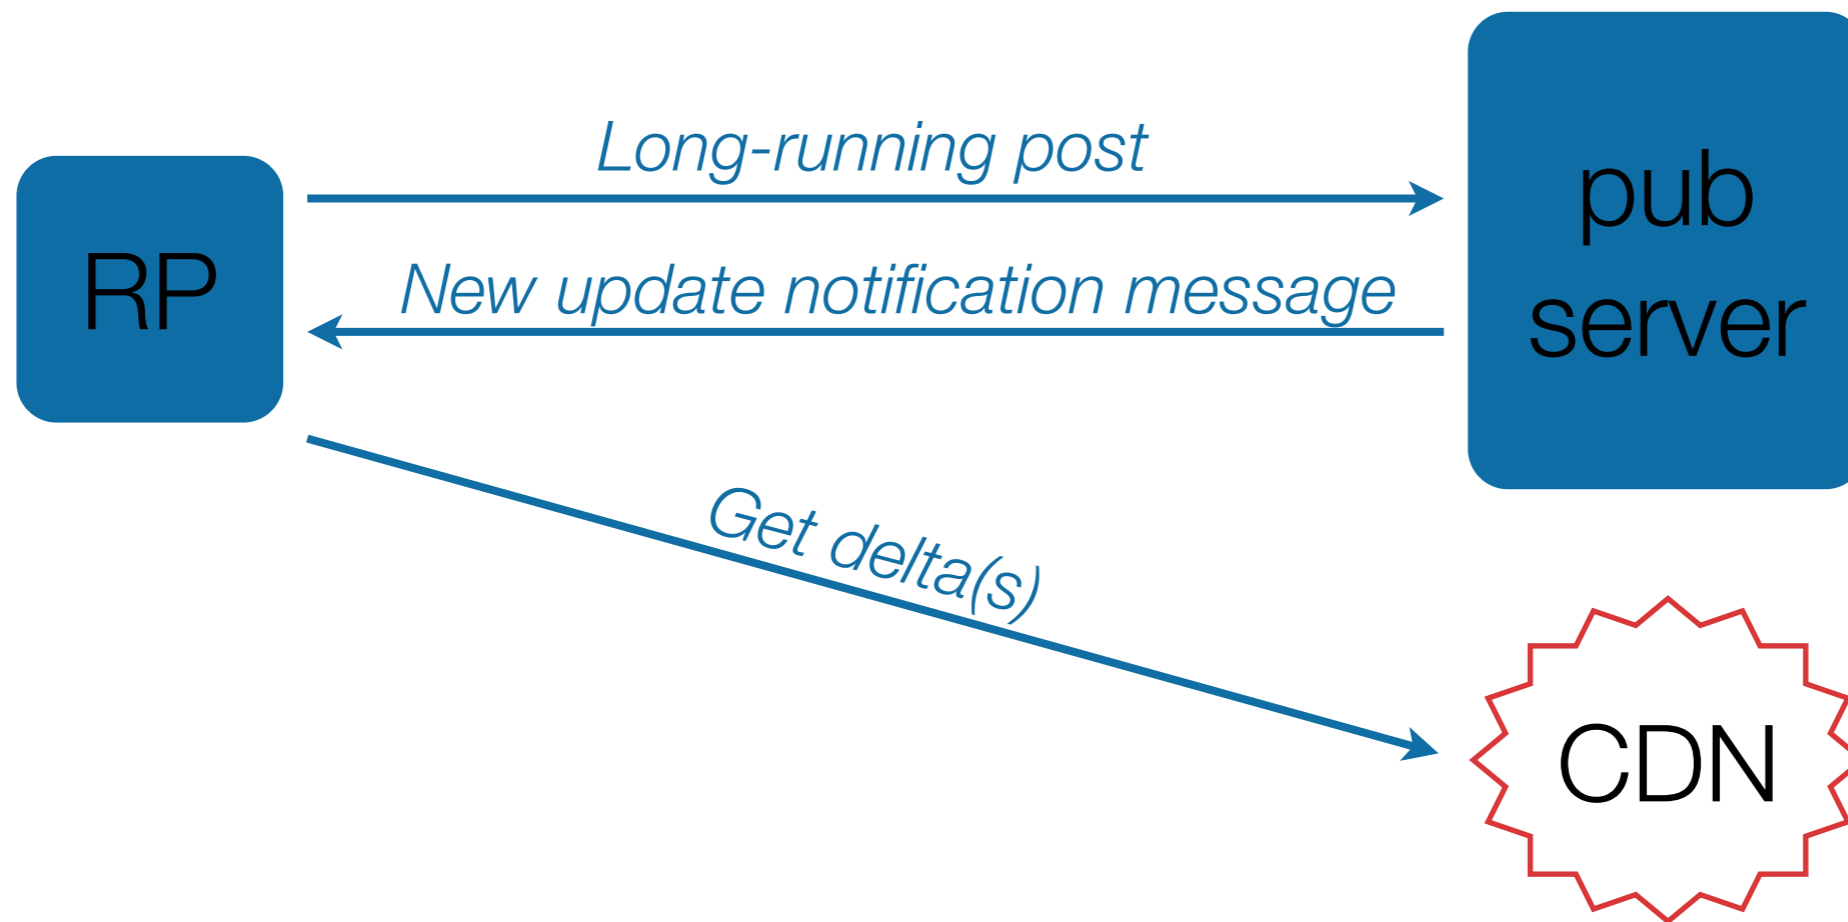 Long-running post
pub
server
RP
New update notification message
Get delta(s)
CDN